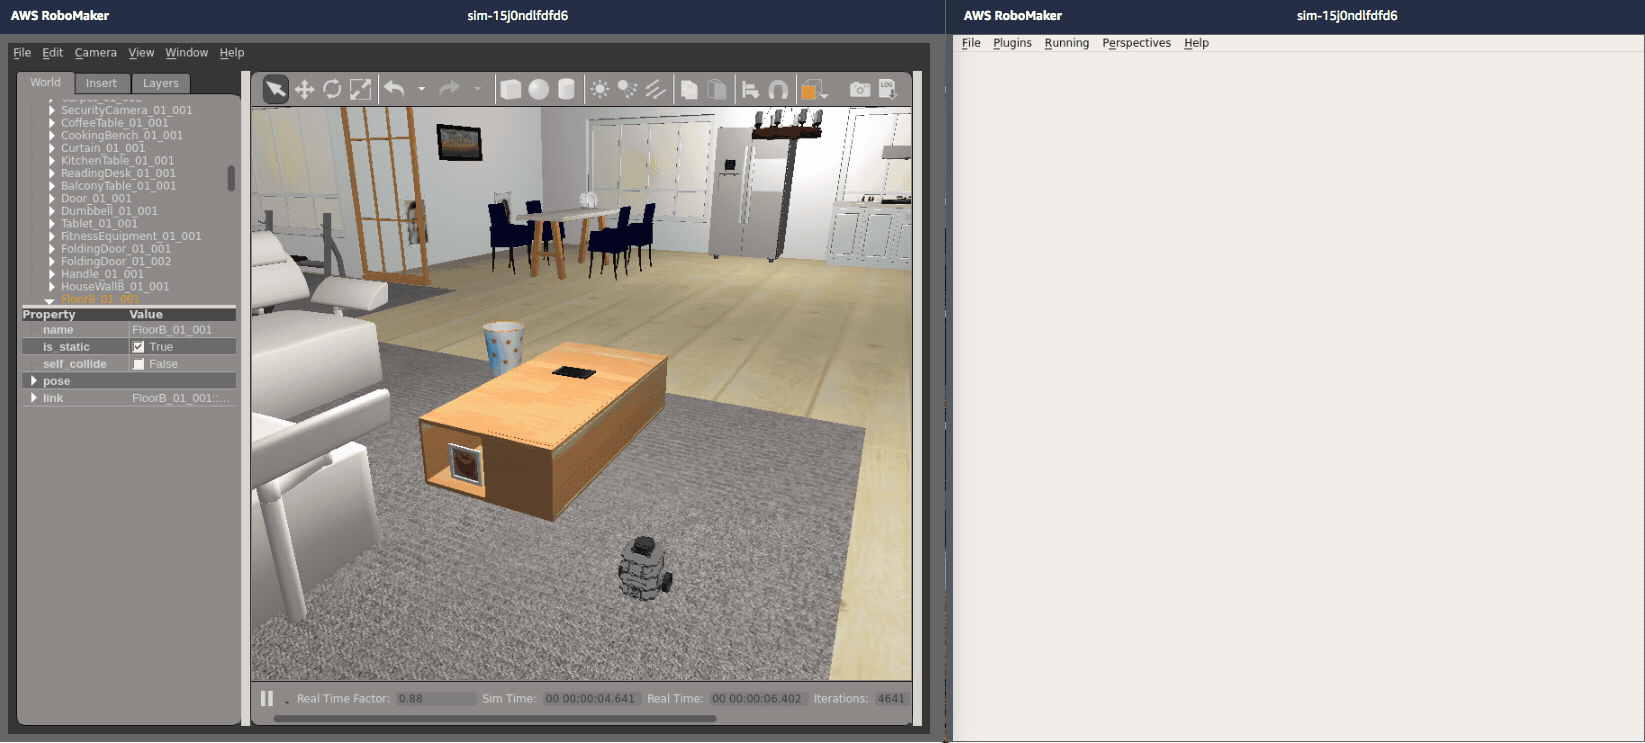 AWS RoboMaker
sim-15j0ndlfdfd6
File Edit Camera View Window Help
World Insert Layers
Carpet_01_002
SecurityCamera_01_001
CoffeeTable_01_001
CookingBench_01_001
Curtain_01_001
KitchenTable_01_001
ReadingDesk_01_001
BalconyTable_01_001
Door_01_001
Dumbbell_01_001
Tablet_01_001
FitnessEquipment_01_001
FoldingDoor_01_001
FoldingDoor_01_002
Handle_01_001
HouseWallB_01_001
FloorB_01_001
Property Value
name FloorB_01_001
is_static True
self_collide False
pose
link FloorB_01_001::...
LOG
Real Time Factor: 0.88 Sim Time: 00 00:00:04.641 Real Time: 00 00:00:06.402 Iterations: 4641
AWS RoboMaker
sim-15j0ndlfdfd6
File Plugins Running Perspectives Help